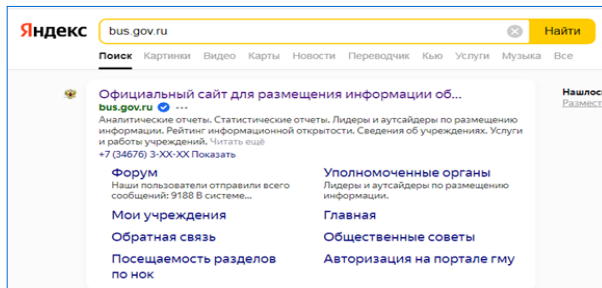 Яндекс
bus.gov.ru
Найти
Поиск Картинки Видео Карты Новости Переводчик Кью Услуги Музыка Все
Официальный сайт для размещения информации об...
bus.gov.ru
Аналитические отчеты. Статистические отчеты. Лидеры и аутсайдеры по размещению
информации. Рейтинг информационной открытости. Сведения об учреждениях. Услуги
и работы учреждений. Читать ещё
+7 (34676) 3-XX-XX Показать
Форум
Наши пользователи отправили всего
сообщений: 9188 В системе...
Уполномоченные органы
Лидеры и аутсайдеры по размещению
информации.
Мои учреждения
Главная
Обратная связь
Общественные советы
Посещаемость разделов
по нок
Авторизация на портале гму
Нашлос
Размест